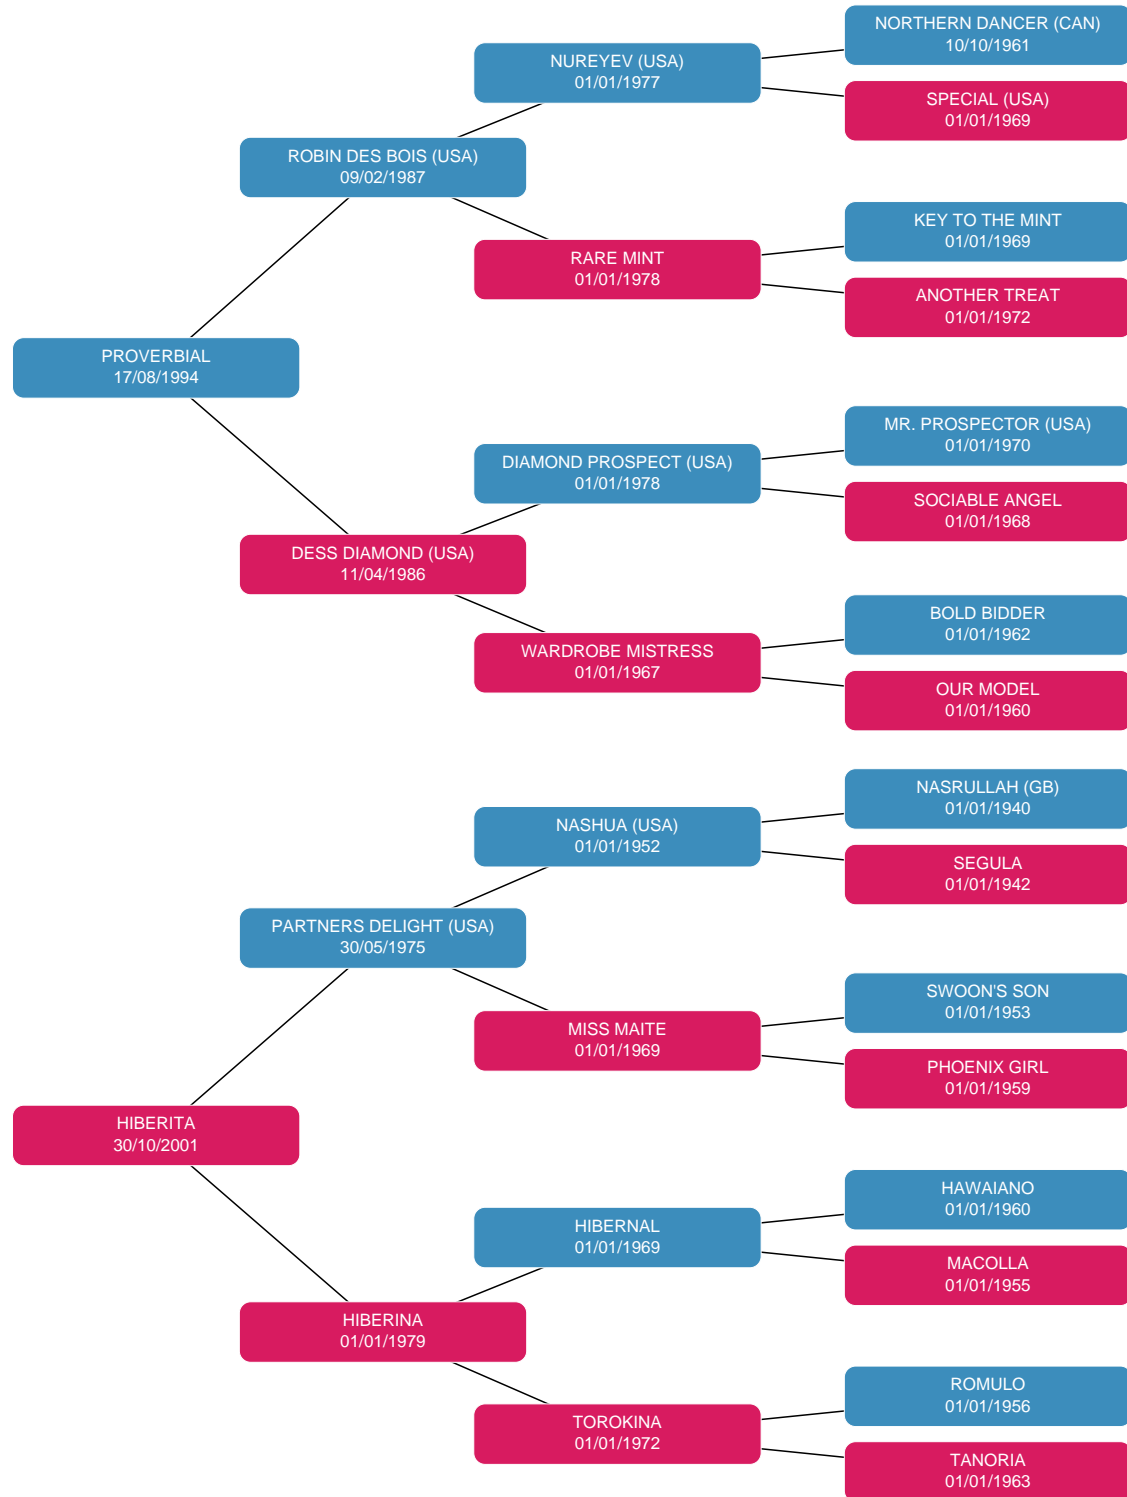 NORTHERN DANCER (CAN)
10/10/1961
NUREYEV (USA)
01/01/1977
SPECIAL (USA)
01/01/1969
ROBIN DES BOIS (USA)
09/02/1987
KEY TO THE MINT
01/01/1969
RARE MINT
01/01/1978
ANOTHER TREAT
01/01/1972
PROVERBIAL
17/08/1994
MR. PROSPECTOR (USA)
01/01/1970
DIAMOND PROSPECT (USA)
01/01/1978
SOCIABLE ANGEL
01/01/1968
DESS DIAMOND (USA)
11/04/1986
BOLD BIDDER
01/01/1962
WARDROBE MISTRESS
01/01/1967
OUR MODEL
01/01/1960
NASRULLAH (GB)
01/01/1940
NASHUA (USA)
01/01/1952
SEGULA
01/01/1942
PARTNERS DELIGHT (USA)
30/05/1975
SWOON'S SON
01/01/1953
MISS MAITE
01/01/1969
PHOENIX GIRL
01/01/1959
HIBERITA
30/10/2001
HAWAIANO
01/01/1960
HIBERNAL
01/01/1969
MACOLLA
01/01/1955
HIBERINA
01/01/1979
ROMULO
01/01/1956
TOROKINA
01/01/1972
TANORIA
01/01/1963